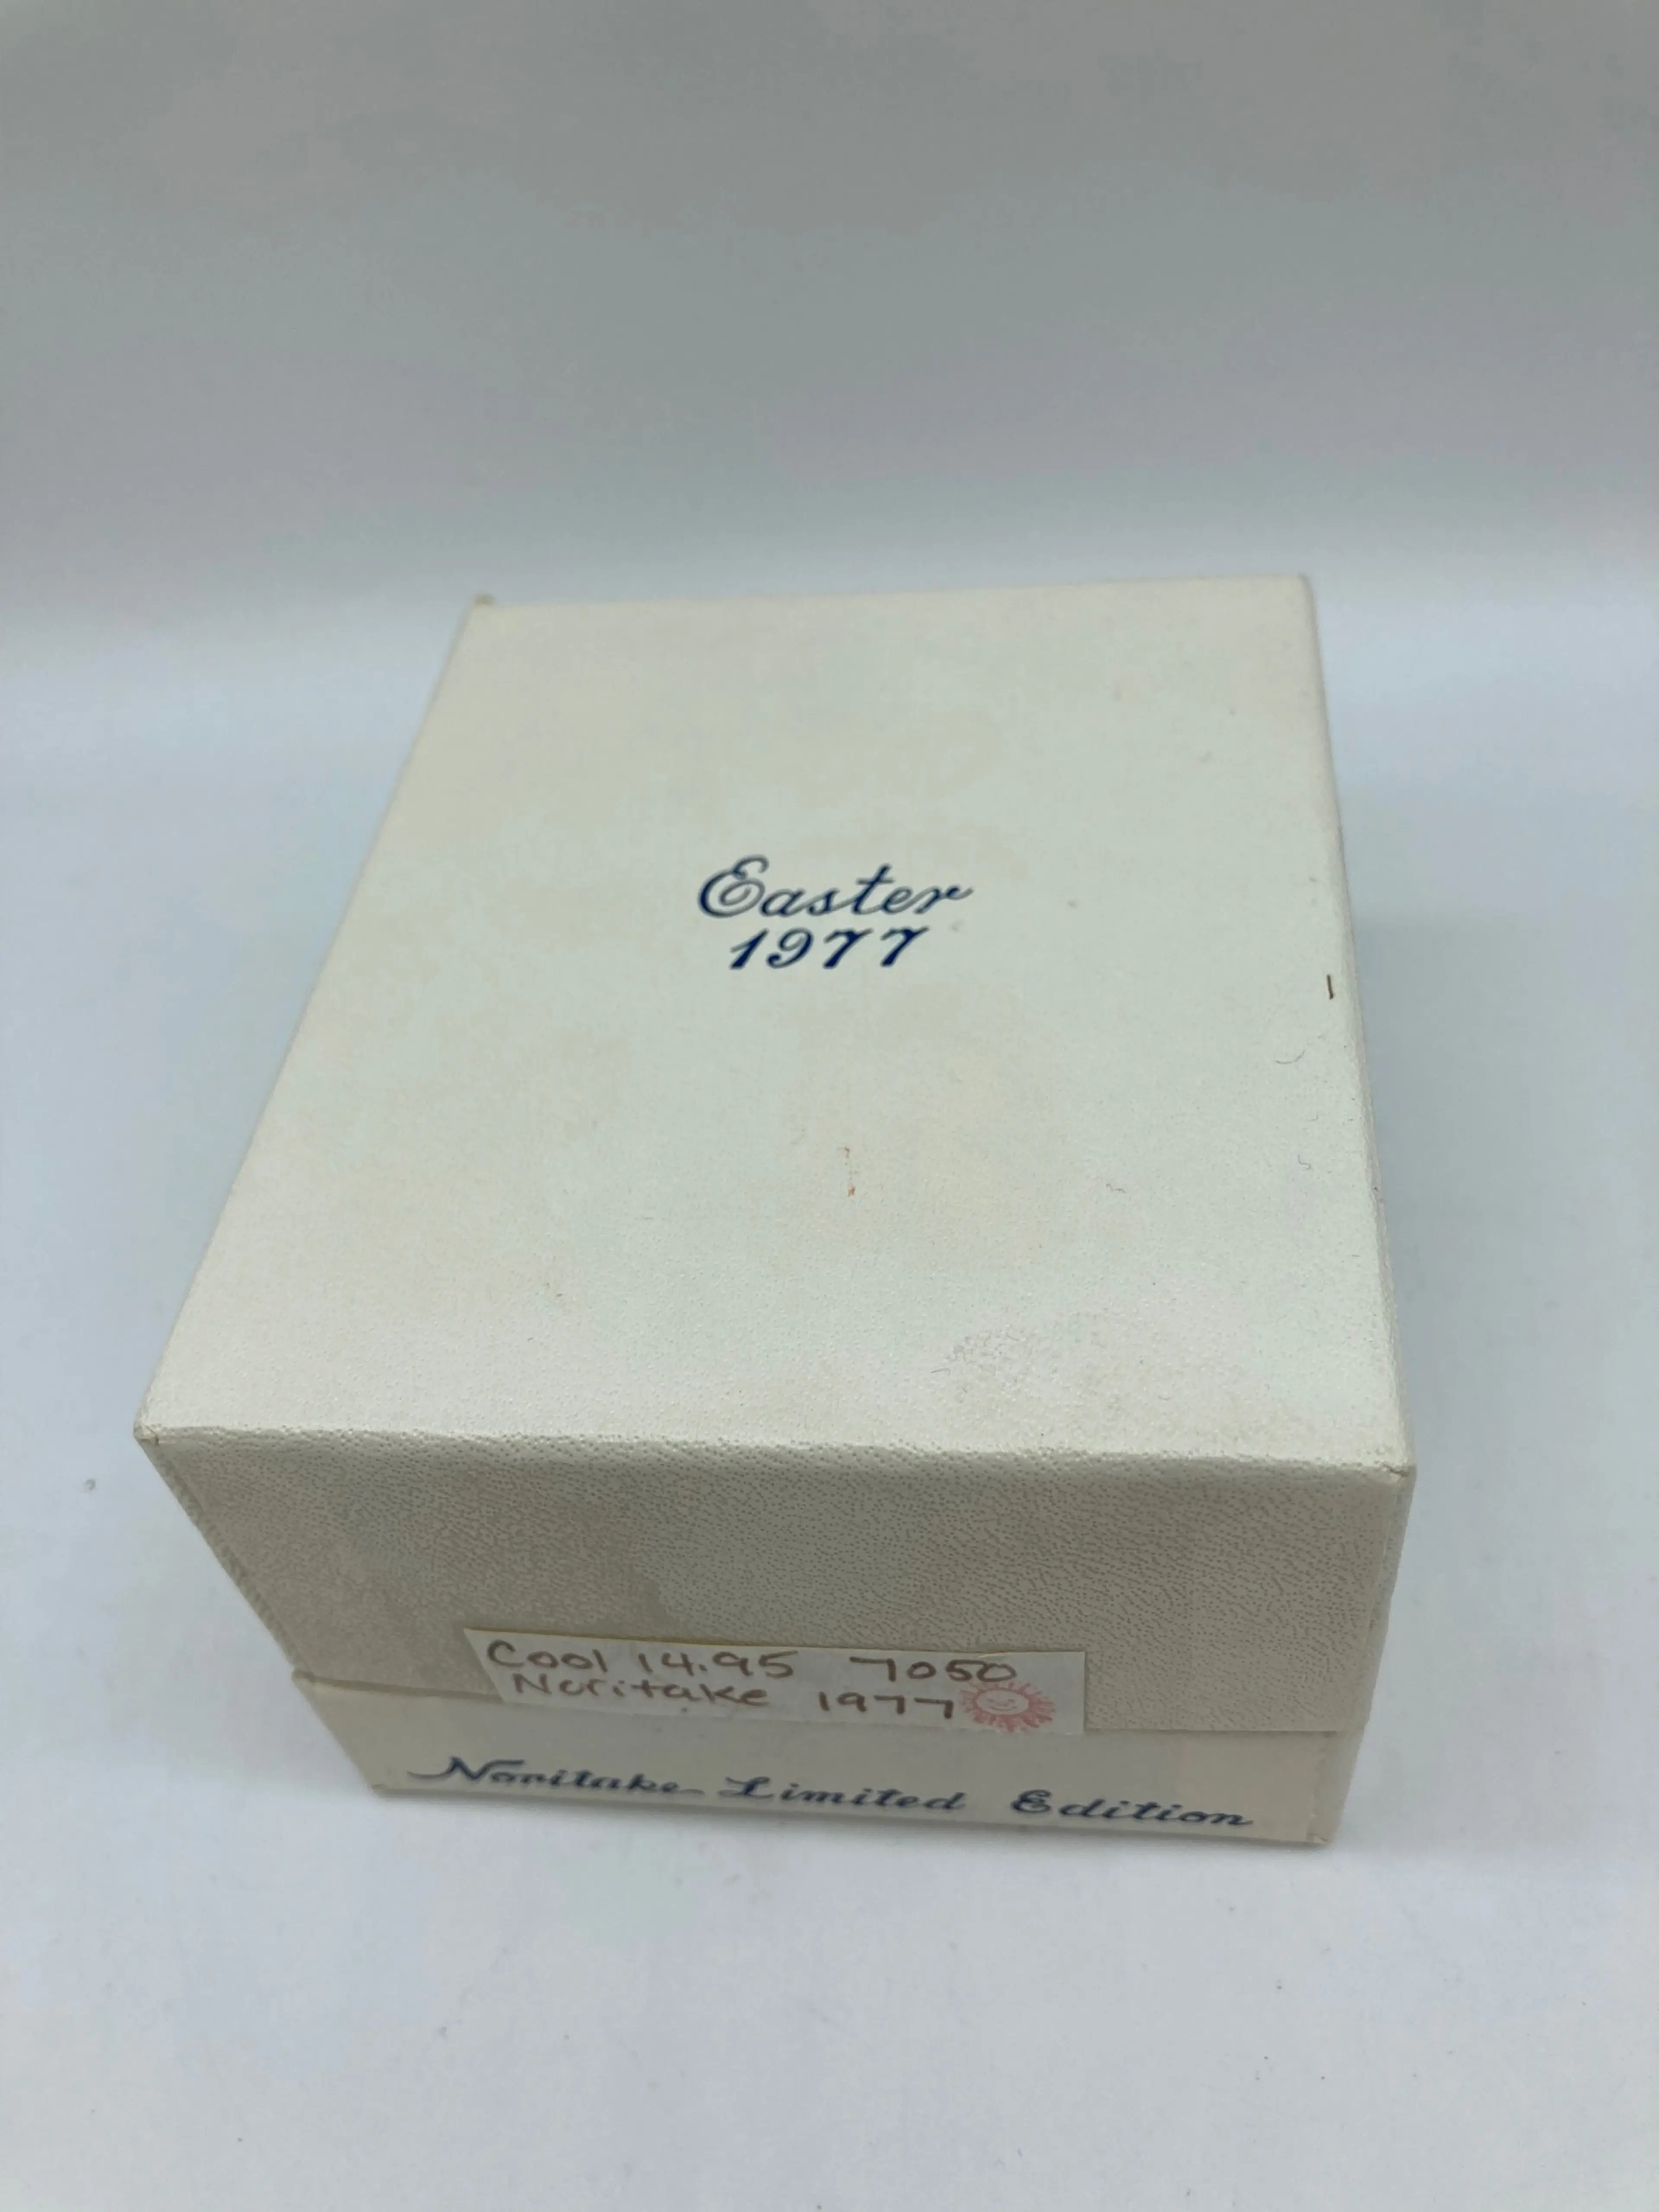 Easter
1977
Cool 14.95 7050
Noritake 1977
Noritake Limited Edition